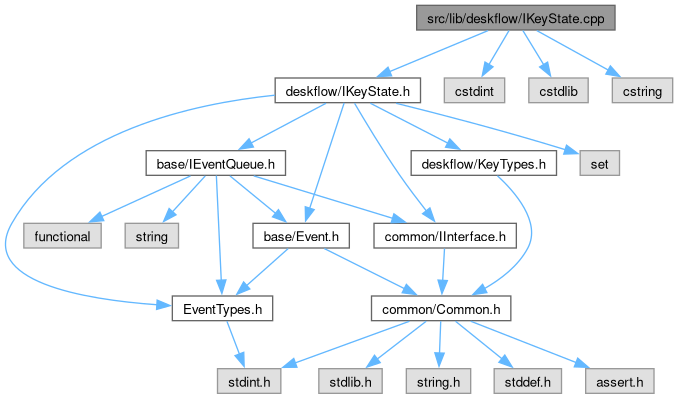 src/lib/deskflow/IKeyState.cpp
deskflow/IKeyState.h
cstdint
cstdlib
cstring
base/IEventQueue.h
deskflow/KeyTypes.h
set
functional
string
base/Event.h
common/IInterface.h
EventTypes.h
common/Common.h
stdint.h
stdlib.h
string.h
stddef.h
assert.h